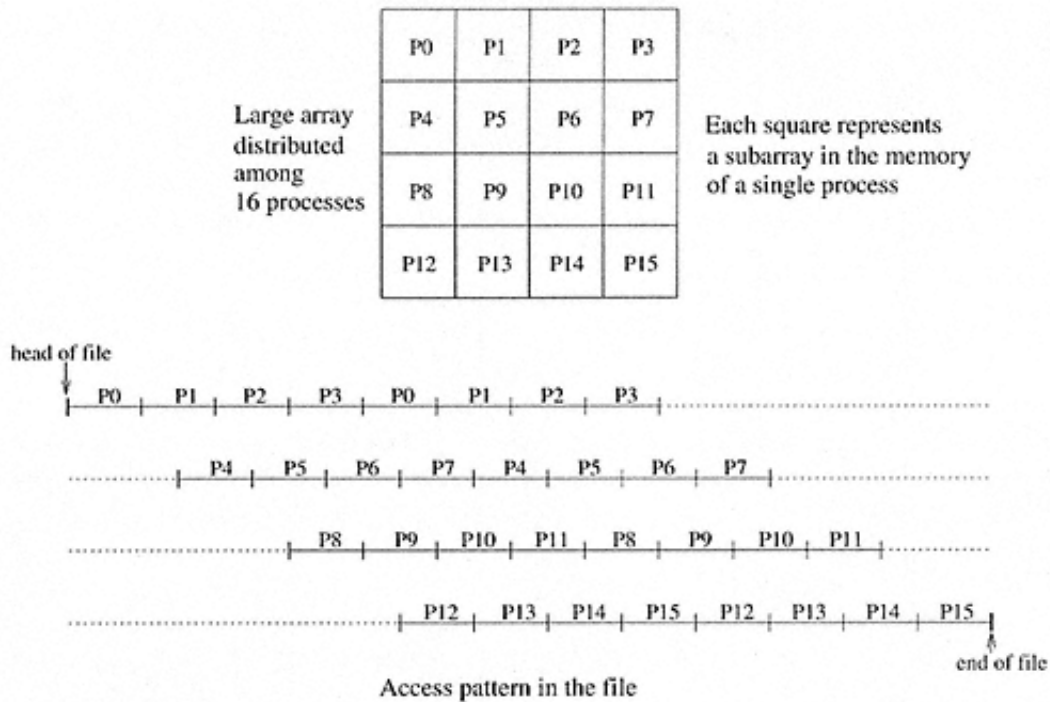 P0 P1 P2 P3
Large array
distributed
among
16 processes
P4 P5 P6 P7
P8 P9 P10 P11
P12 P13 P14 P15
Each square represents
a subarray in the memory
of a single process
head of file
P0 P1 P2 P3 P0 P1 P2 P3
P4 P5 P6 P7 P4 P5 P6 P7
P8 P9 P10 P11 P8 P9 P10 P11
P12 P13 P14 P15 P12 P13 P14 P15
end of file
Access pattern in the file